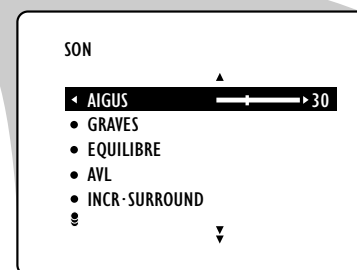 SON
AIGUS 30
GRAVES
EQUILIBRE
AVL
INCR·SURROUND